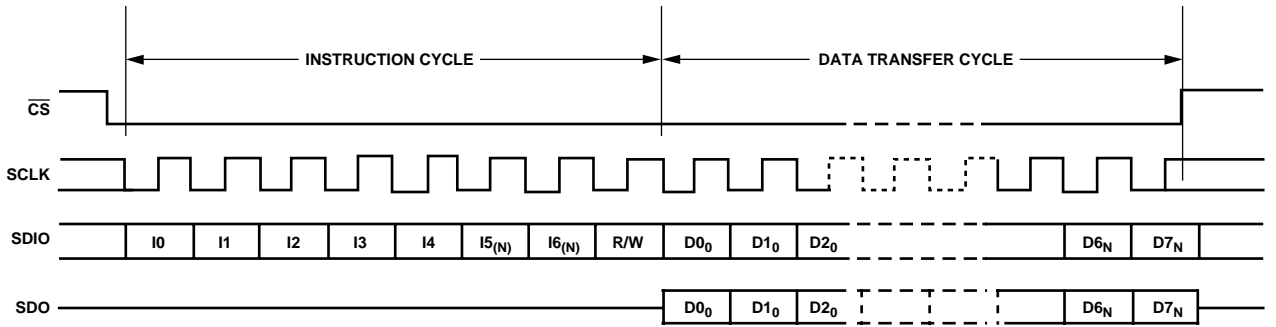 INSTRUCTION CYCLE DATA TRANSFER CYCLE
CS
SCLK
SDIO I0 I1 I2 I3 I4 I5(N) I6(N) R/W D00 D10 D20 D6N D7N
SDO D00 D10 D20 D6N D7N